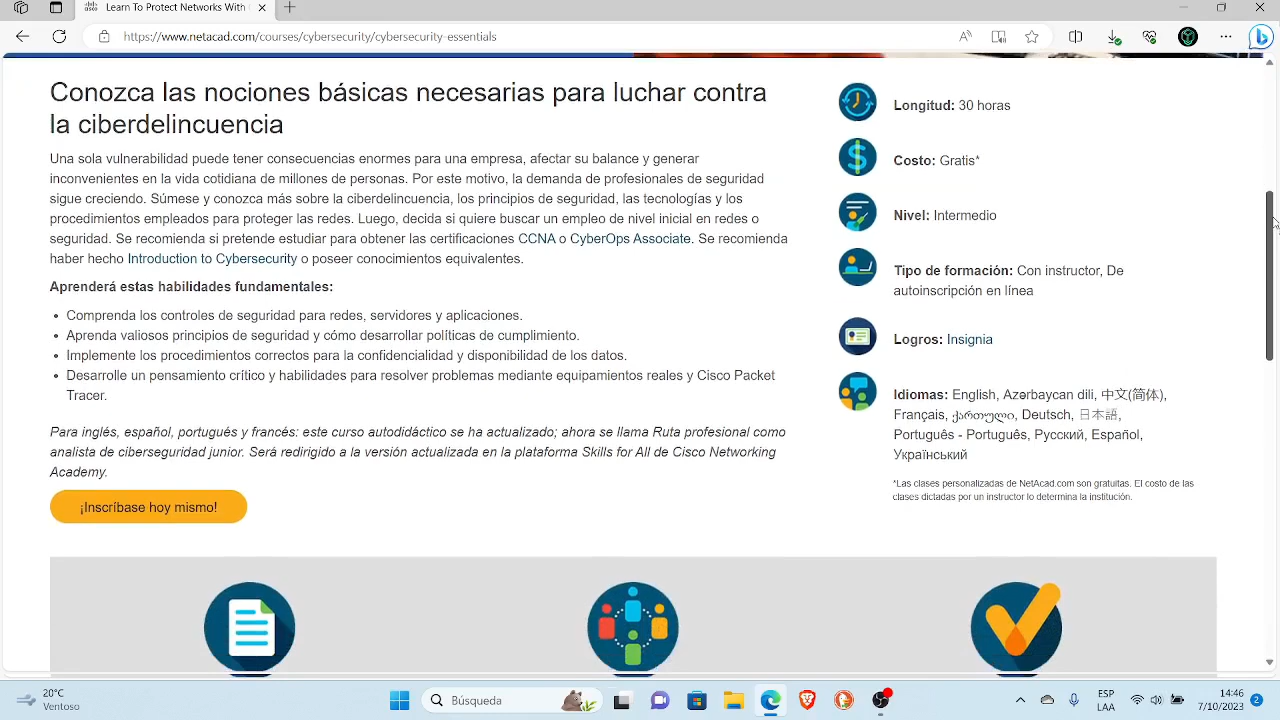 Learn To Protect Networks With
https://www.netacad.com/courses/cybersecurity/cybersecurity-essentials
Conozca las nociones básicas necesarias para luchar contra
la ciberdelincuencia
Una sola vulnerabilidad puede tener consecuencias enormes para una empresa, afectar su balance y generar
inconvenientes en la vida cotidiana de millones de personas. Por este motivo, la demanda de profesionales de seguridad
sigue creciendo. Súmese y conozca más sobre la ciberdelincuencia, los principios de seguridad, las tecnologías y los
procedimientos empleados para proteger las redes. Luego, decida si quiere buscar un empleo de nivel inicial en redes o
seguridad. Se recomienda si pretende estudiar para obtener las certificaciones CCNA o CyberOps Associate. Se recomienda
haber hecho Introduction to Cybersecurity o poseer conocimientos equivalentes.
Aprenderá estas habilidades fundamentales:
• Comprenda los controles de seguridad para redes, servidores y aplicaciones.
• Aprenda valiosos principios de seguridad y cómo desarrollar políticas de cumplimiento.
• Implemente los procedimientos correctos para la confidencialidad y disponibilidad de los datos.
• Desarrolle un pensamiento crítico y habilidades para resolver problemas mediante equipamientos reales y Cisco Packet
Tracer.
Para inglés, español, portugués y francés: este curso autodidáctico se ha actualizado; ahora se llama Ruta profesional como
analista de ciberseguridad junior. Será redirigido a la versión actualizada en la plataforma Skills for All de Cisco Networking
Academy.
¡Inscríbase hoy mismo!
Longitud: 30 horas
Costo: Gratis*
Nivel: Intermedio
Tipo de formación: Con instructor, De
autoinscripción en línea
Logros: Insignia
Idiomas: English, Azərbaycan dili, 中文(简体),
Français, ქართული, Deutsch, 日本語,
Português - Português, Русский, Español,
Український
*Las clases personalizadas de NetAcad.com son gratuitas. El costo de las
clases dictadas por un instructor lo determina la institución.
20°C
Ventoso
Búsqueda
ESP
LAA
14:46
7/10/2023
2